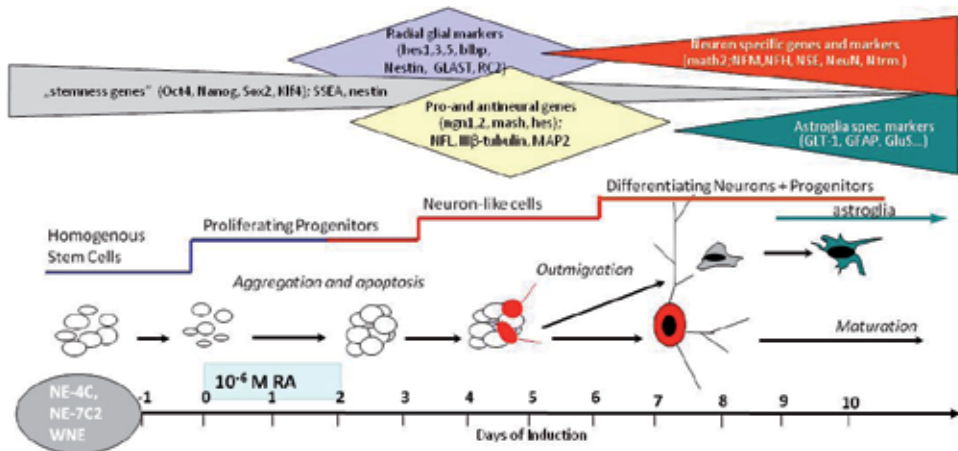 Radial glial markers
(hes1,3,5, blbp,
Nestin, GLAST, RC2)
Neuron specific genes and markers
(math2;NFM,NFH, NSE, NeuN, Ntrm.)
„stemness genes" (Oct4, Nanog, Sox2, Klf4); SSEA, nestin
Pro-and antineural genes
(ngn1,2, mash, hes);
NFL, IIIβ-tubulin, MAP2
Astroglia spec. markers
(GLT-1, GFAP, GluS...)
Differentiating Neurons + Progenitors
Neuron-like cells
astroglia
Proliferating Progenitors
Homogenous
Stem Cells
Aggregation and apoptosis
Outmigration
Maturation
10-6 M RA
NE-4C,
NE-7C2
WNE
-1 0 1 2 3 4 5 6 7 8 9 10
Days of Induction